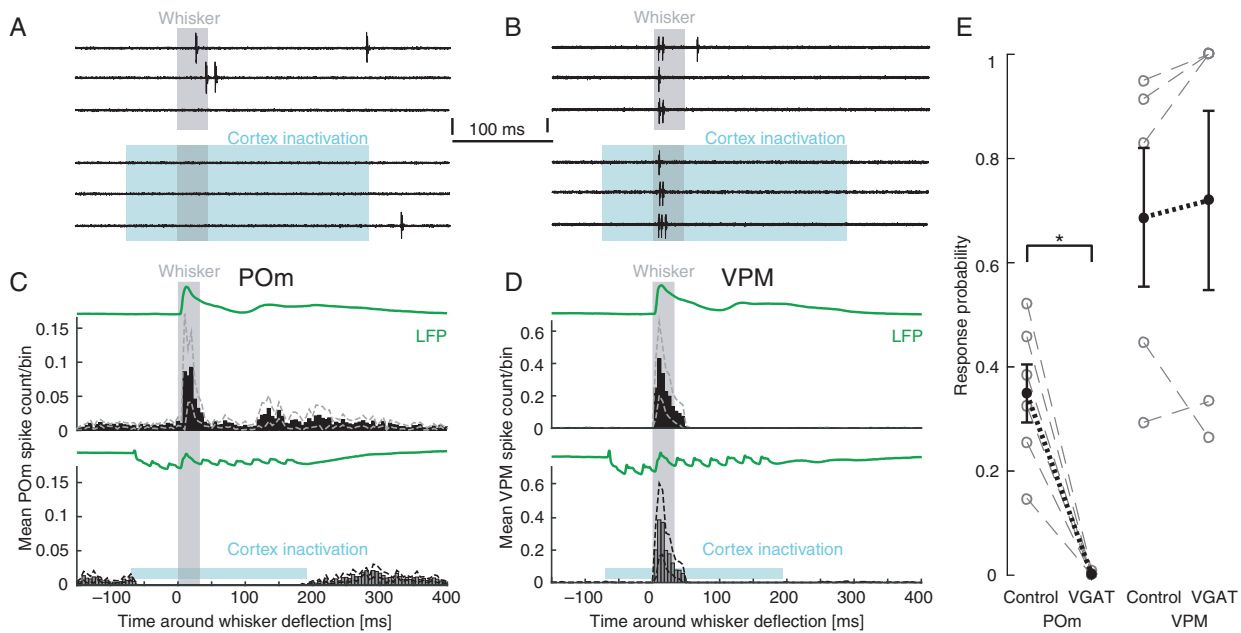 A
Whisker
Cortex inactivation
100 ms
B
Whisker
Cortex inactivation
C
Whisker
POm
LFP
0.15
0.1
0.05
0
0.15
0.1
0.05
0
Mean POm spike count/bin
Cortex inactivation
−100 0 100 200 300 400
Time around whisker deflection [ms]
D
Whisker
VPM
LFP
0.6
0.4
0.2
0
0.6
0.4
0.2
0
Mean VPM spike count/bin
Cortex inactivation
−100 0 100 200 300 400
Time around whisker deflection [ms]
E
1
0.8
0.6
0.4
0.2
0
Response probability
*
Control VGAT Control VGAT
POm VPM